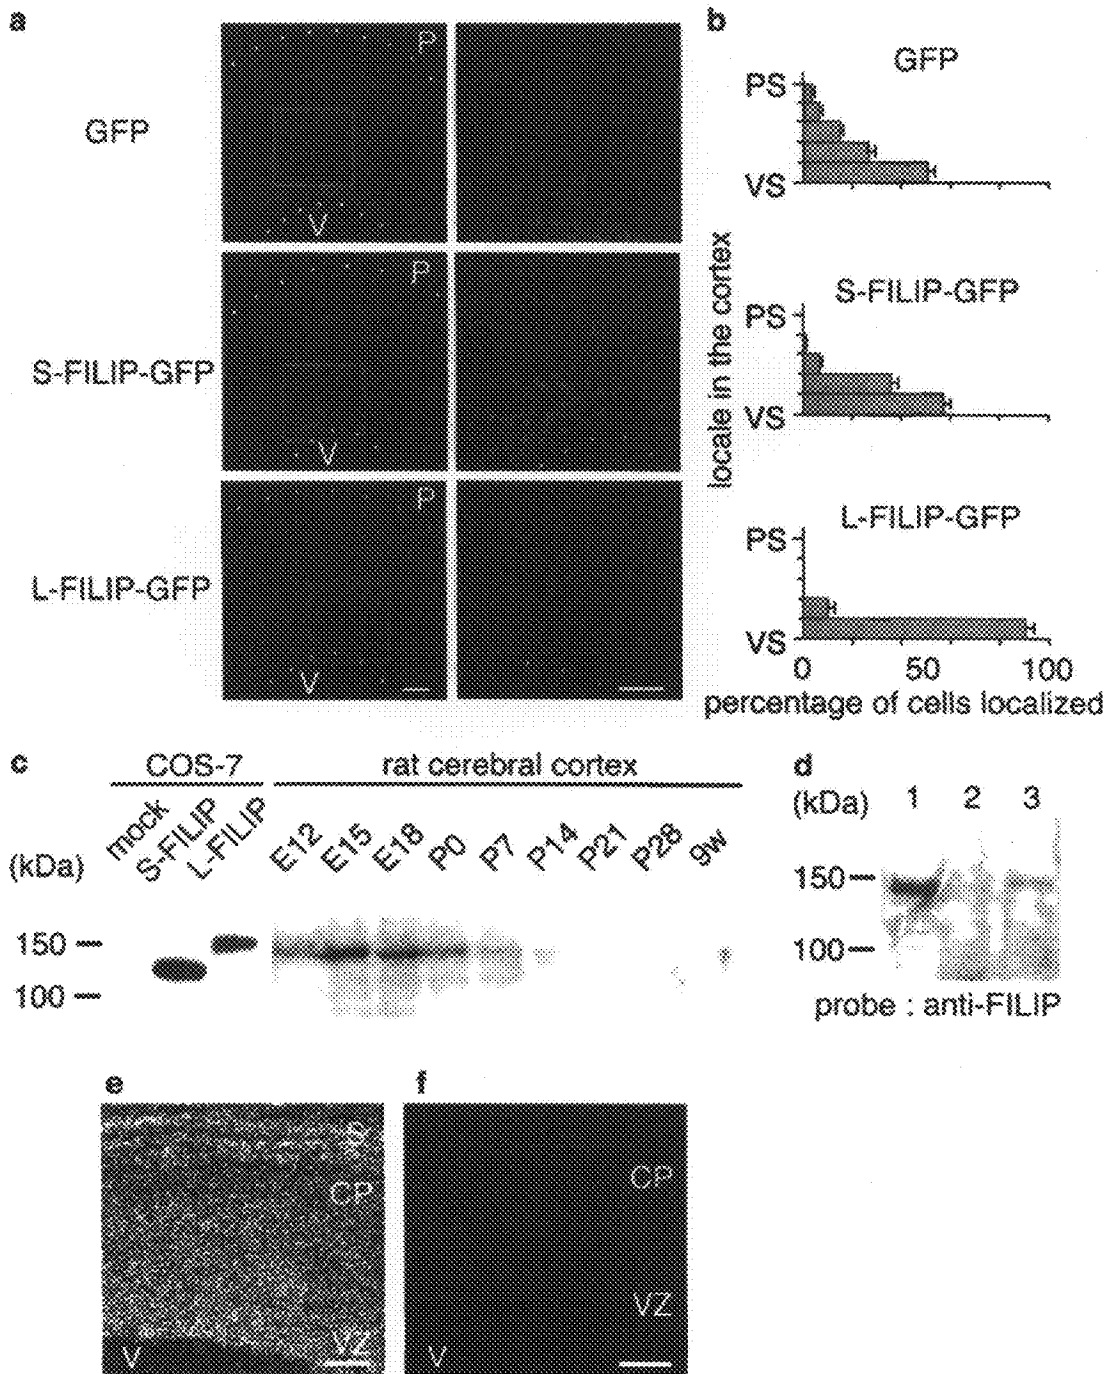 a
b
GFP
P
V
S-FILIP-GFP
P
V
L-FILIP-GFP
P
V
locale in the cortex
GFP
PS
VS
S-FILIP-GFP
PS
VS
L-FILIP-GFP
PS
VS
0 50 100
percentage of cells localized
c
COS-7 rat cerebral cortex
mock S-FILIP L-FILIP E12 E15 E18 P0 P7 P14 P21 P28 9w
(kDa)
150
100
d
(kDa) 1 2 3
150
100
probe : anti-FILIP
e
CP
V VZ
f
CP
VZ
V